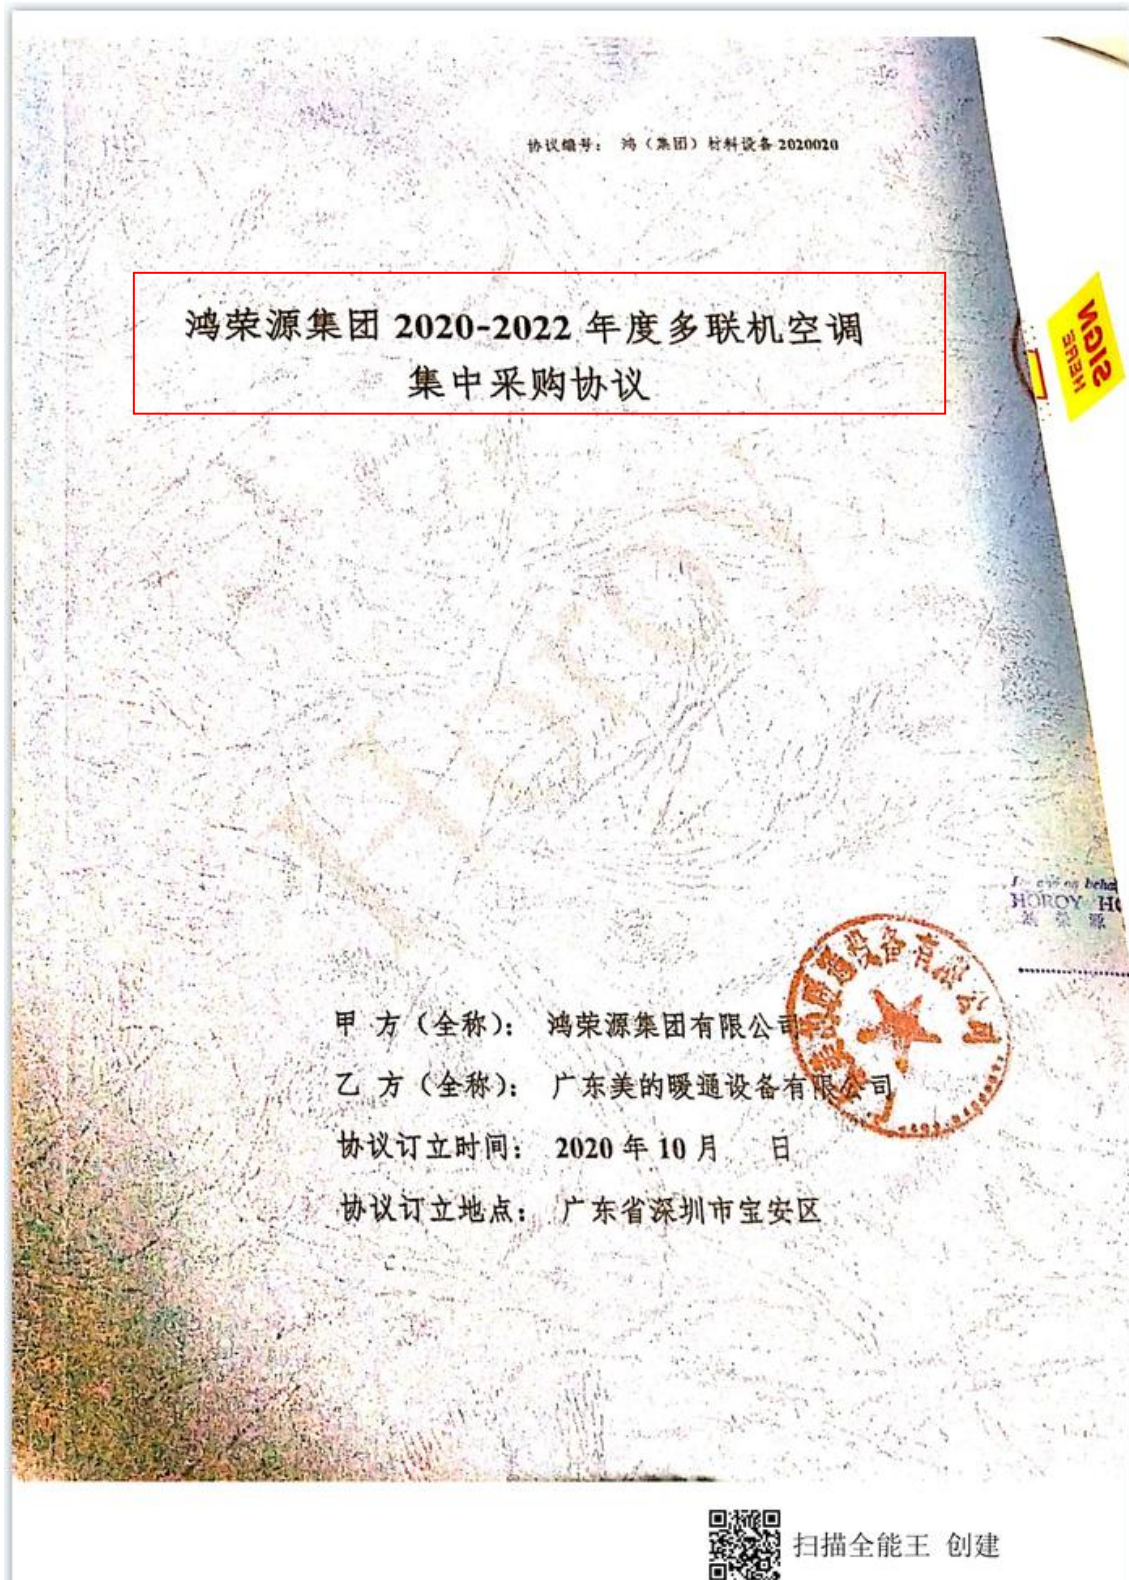 协议编号： 鸿（集团）材料设备 2020020
鸿荣源集团 2020-2022 年度多联机空调
集中采购协议
SIGN
HERE
Horoy
HOROY
甲 方（全称）： 鸿荣源集团有限公司
乙 方（全称）： 广东美的暖通设备有限公司
协议订立时间： 2020 年 10 月 日
协议订立地点： 广东省深圳市宝安区
扫描全能王 创建